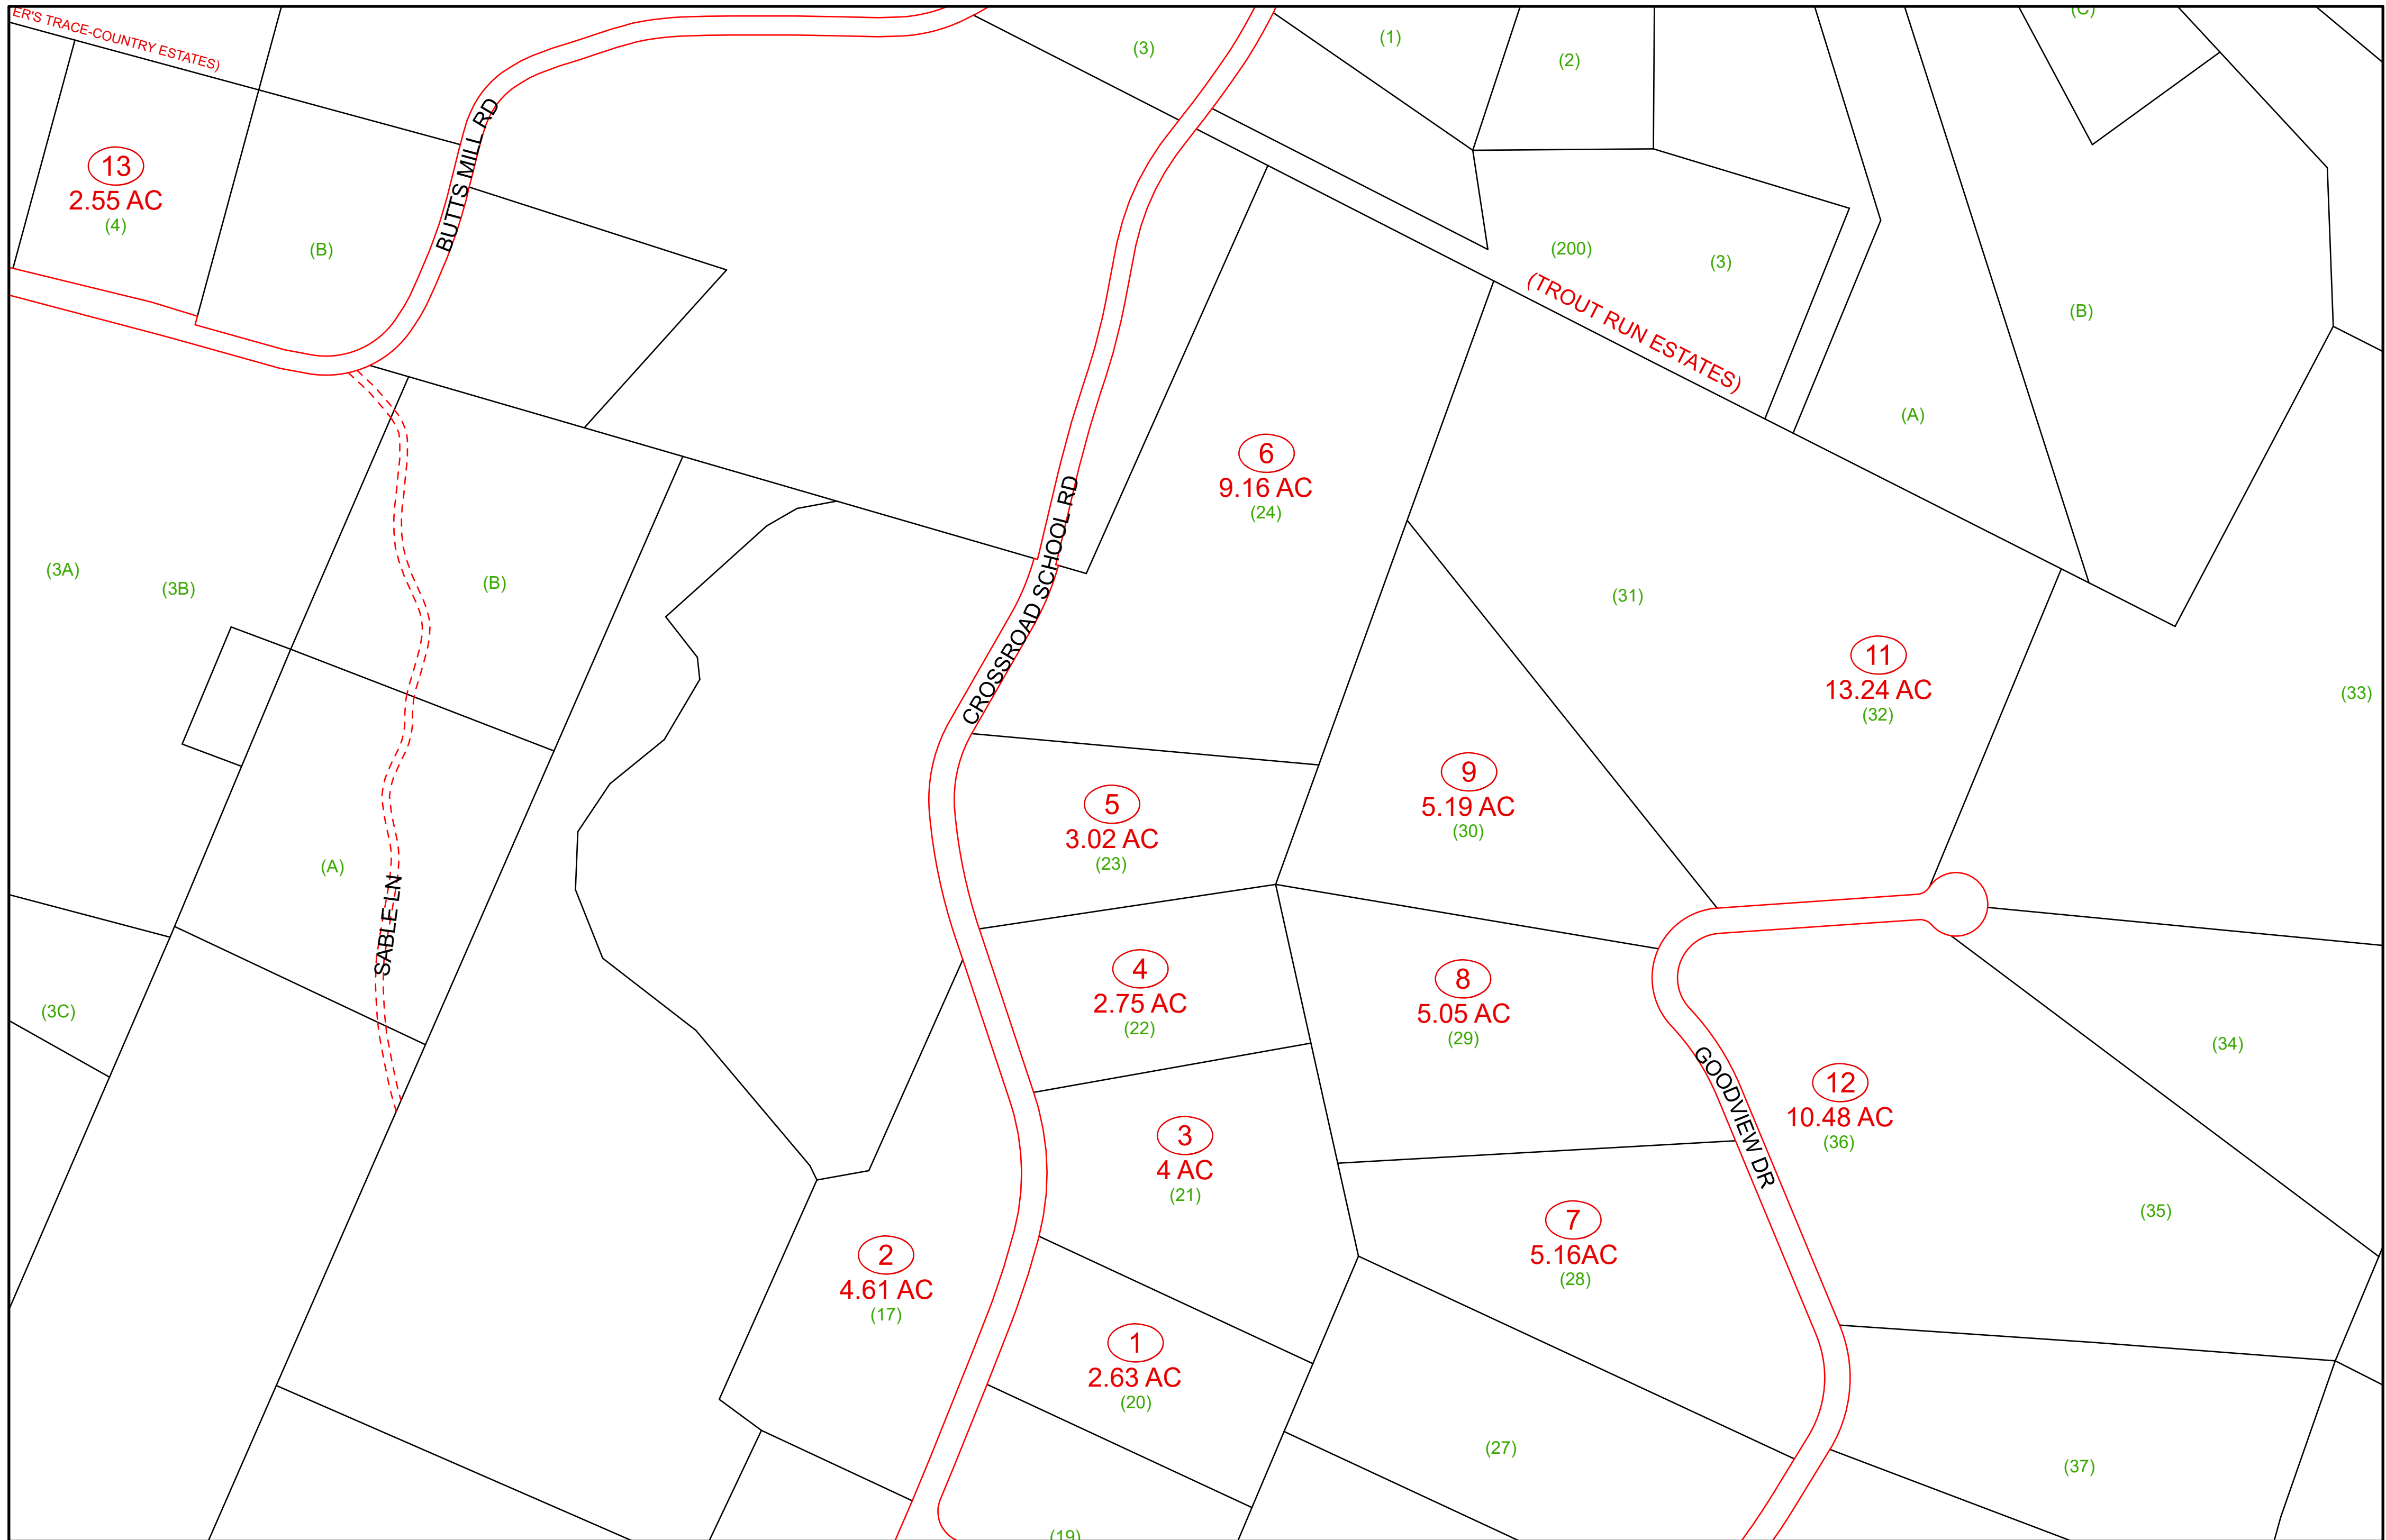 ER'S TRACE-COUNTRY ESTATES)
(C)
(3)
(1)
(2)
13
2.55 AC
(4)
(B)
BUTTS MILL RD
(200)
(3)
(TROUT RUN ESTATES)
(B)
(A)
6
9.16 AC
(24)
CROSSROAD SCHOOL RD
(3A)
(3B)
(B)
(31)
11
13.24 AC
(32)
(33)
5
3.02 AC
(23)
9
5.19 AC
(30)
(A)
SABLE LN
4
2.75 AC
(22)
8
5.05 AC
(29)
(3C)
GOODVIEW DR
12
10.48 AC
(36)
(34)
3
4 AC
(21)
(35)
7
5.16AC
(28)
2
4.61 AC
(17)
1
2.63 AC
(20)
(27)
(37)
(19)